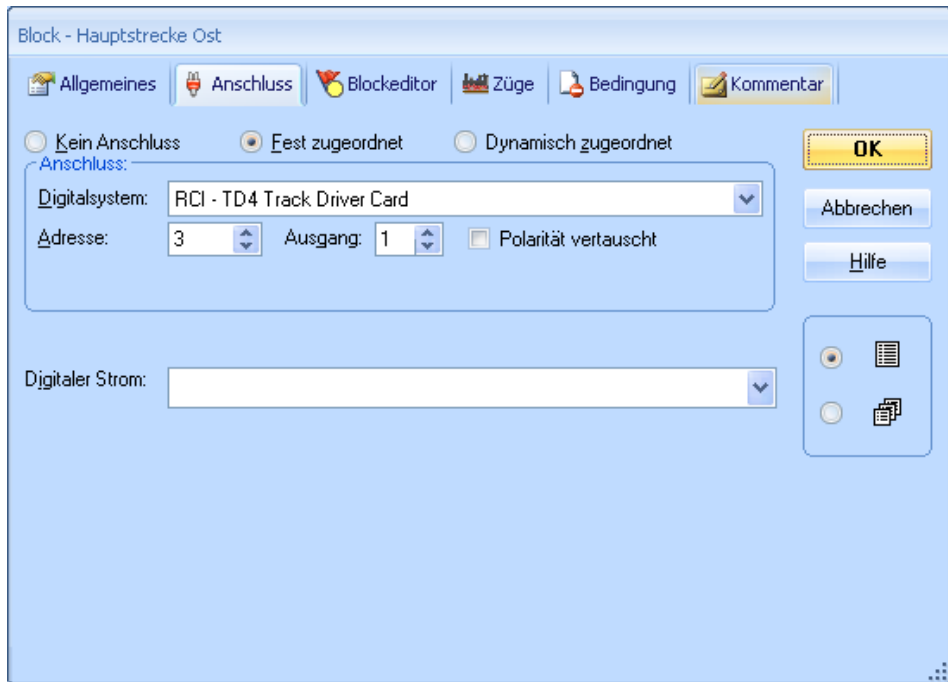 Block - Hauptstrecke Ost
Allgemeines Anschluss Blockeditor Züge Bedingung Kommentar
Kein Anschluss Fest zugeordnet Dynamisch zugeordnet
Anschluss:
Digitalsystem: RCI - TD4 Track Driver Card
Adresse: 3 Ausgang: 1 Polarität vertauscht
Digitaler Strom:
OK
Abbrechen
Hilfe